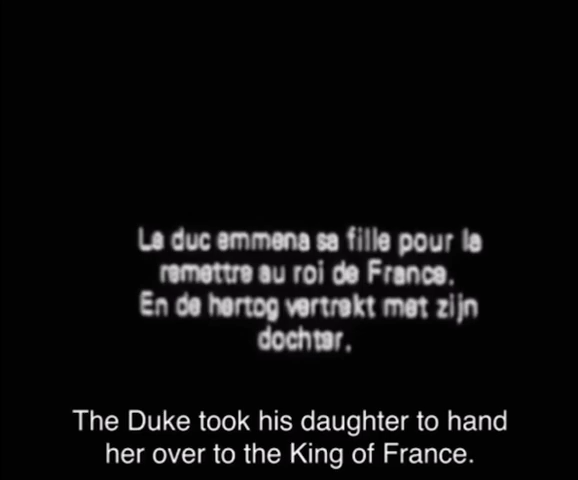 Le duc emmena sa fille pour la
remettre au roi de France.
En de hertog vertrekt met zijn
dochter.
The Duke took his daughter to hand
her over to the King of France.